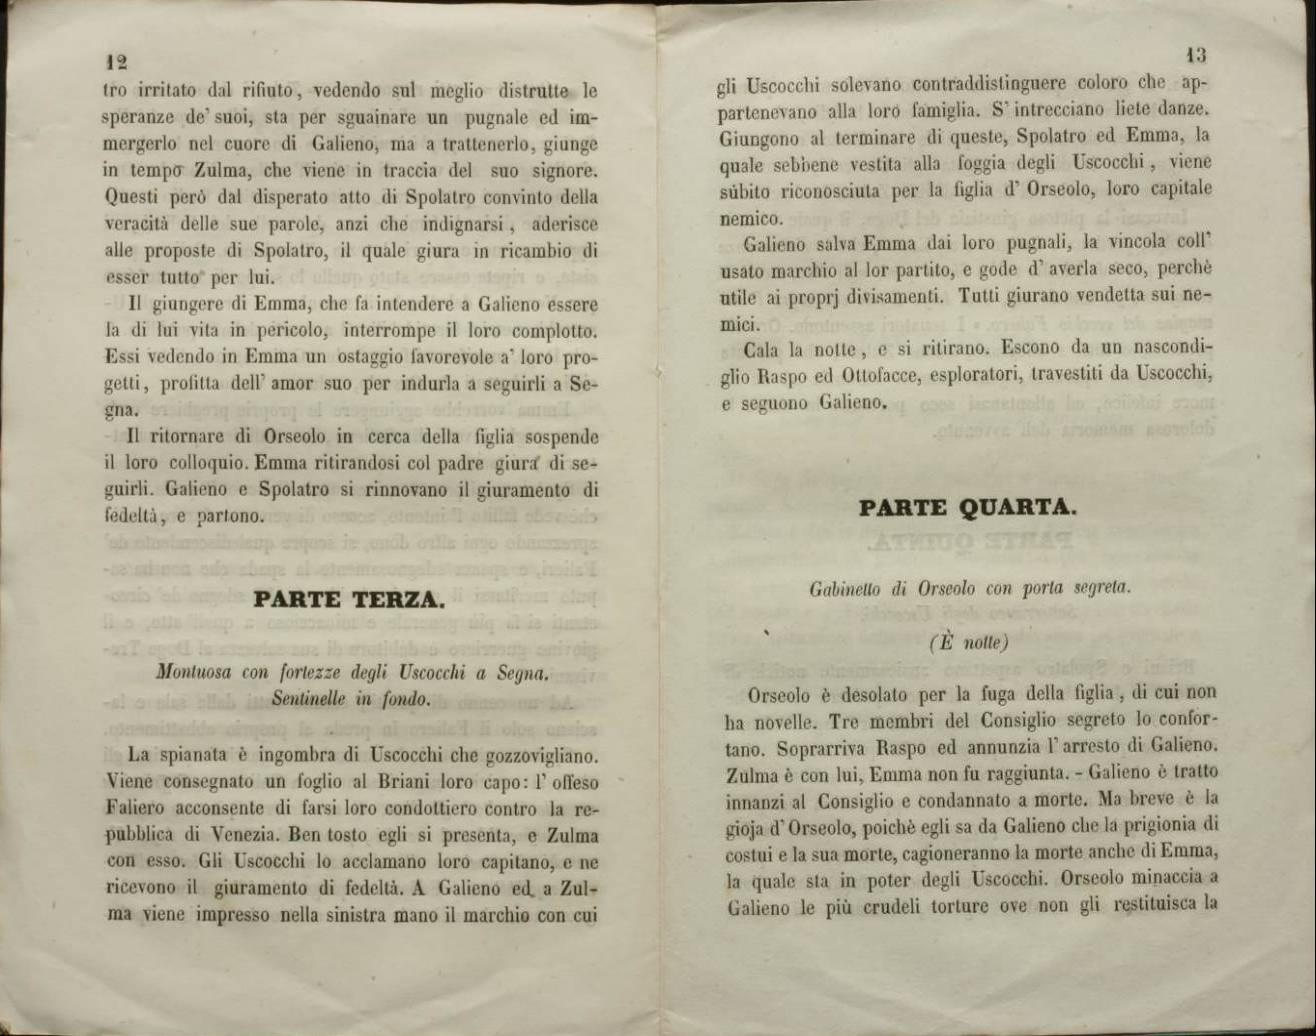 12
tro irritato dal rifiuto, vedendo sul meglio distrutte le
speranze de' suoi, sta per sguainare un pugnale ed im-
mergerlo nel cuore di Galieno, ma a trattenerlo, giunge
in tempo Zulma, che viene in traccia del suo signore.
Questi però dal disperato atto di Spolatro convinto della
veracità delle sue parole, anzi che indignarsi, aderisce
alle proposte di Spolatro, il quale giura in ricambio di
esser tutto per lui.
Il giungere di Emma, che fa intendere a Galieno essere
la di lui vita in pericolo, interrompe il loro complotto.
Essi vedendo in Emma un ostaggio favorevole a' loro pro-
getti, profitta dell' amor suo per indurla a seguirli a Se-
gna.
Il ritornare di Orseolo in cerca della figlia sospende
il loro colloquio. Emma ritirandosi col padre giura di se-
guirli. Galieno e Spolatro si rinnovano il giuramento di
fedeltà, e partono.
PARTE TERZA.
Montuosa con fortezze degli Uscocchi a Segna.
Sentinelle in fondo.
La spianata è ingombra di Uscocchi che gozzovigliano.
Viene consegnato un foglio al Briani loro capo: l' offeso
Faliero acconsente di farsi loro condottiero contro la re-
pubblica di Venezia. Ben tosto egli si presenta, e Zulma
con esso. Gli Uscocchi lo acclamano loro capitano, e ne
ricevono il giuramento di fedeltà. A Galieno ed a Zul-
ma viene impresso nella sinistra mano il marchio con cui
13
gli Uscocchi solevano contraddistinguere coloro che ap-
partenevano alla loro famiglia. S' intrecciano liete danze.
Giungono al terminare di queste, Spolatro ed Emma, la
quale sebbene vestita alla foggia degli Uscocchi, viene
súbito riconosciuta per la figlia d' Orseolo, loro capitale
nemico.
Galieno salva Emma dai loro pugnali, la vincola coll'
usato marchio al lor partito, e gode d' averla seco, perchè
utile ai proprj divisamenti. Tutti giurano vendetta sui ne-
mici.
Cala la notte, e si ritirano. Escono da un nascondi-
glio Raspo ed Ottofacce, esploratori, travestiti da Uscocchi,
e seguono Galieno.
PARTE QUARTA.
Gabinetto di Orseolo con porta segreta.
(È notte)
Orseolo è desolato per la fuga della figlia, di cui non
ha novelle. Tre membri del Consiglio segreto lo confor-
tano. Soprarriva Raspo ed annunzia l' arresto di Galieno.
Zulma è con lui, Emma non fu raggiunta. - Galieno è tratto
innanzi al Consiglio e condannato a morte. Ma breve è la
gioja d' Orseolo, poichè egli sa da Galieno che la prigionia di
costui e la sua morte, cagioneranno la morte anche di Emma,
la quale sta in poter degli Uscocchi. Orseolo minaccia a
Galieno le più crudeli torture ove non gli restituisca la